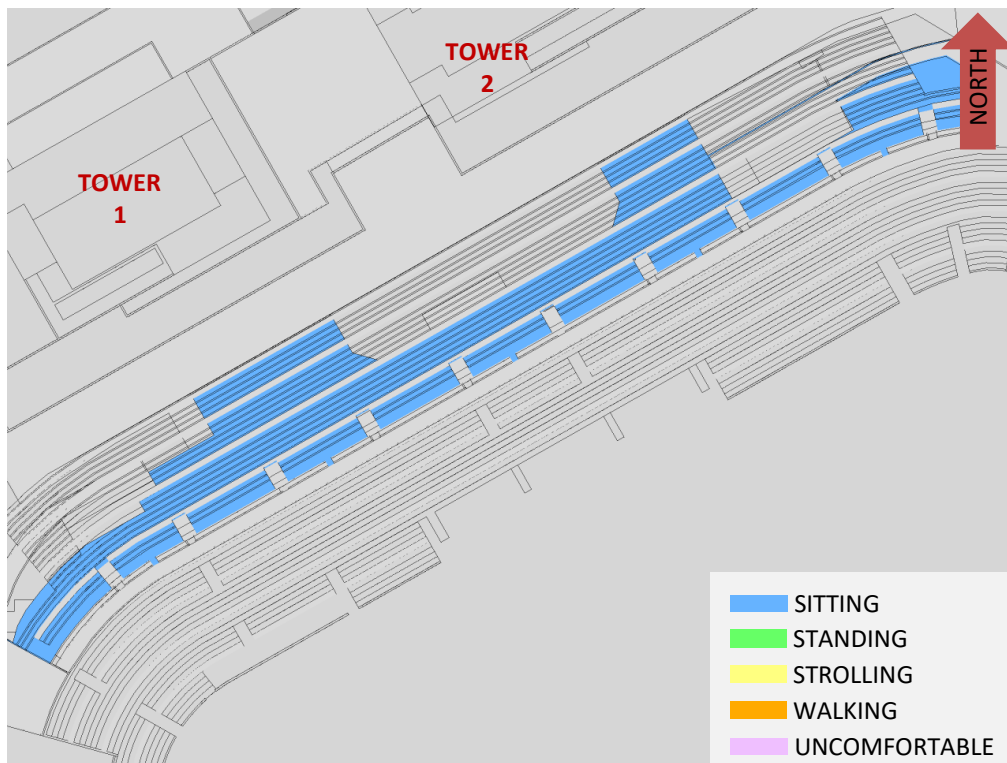 TOWER
2
NORTH
TOWER
1
SITTING
STANDING
STROLLING
WALKING
UNCOMFORTABLE